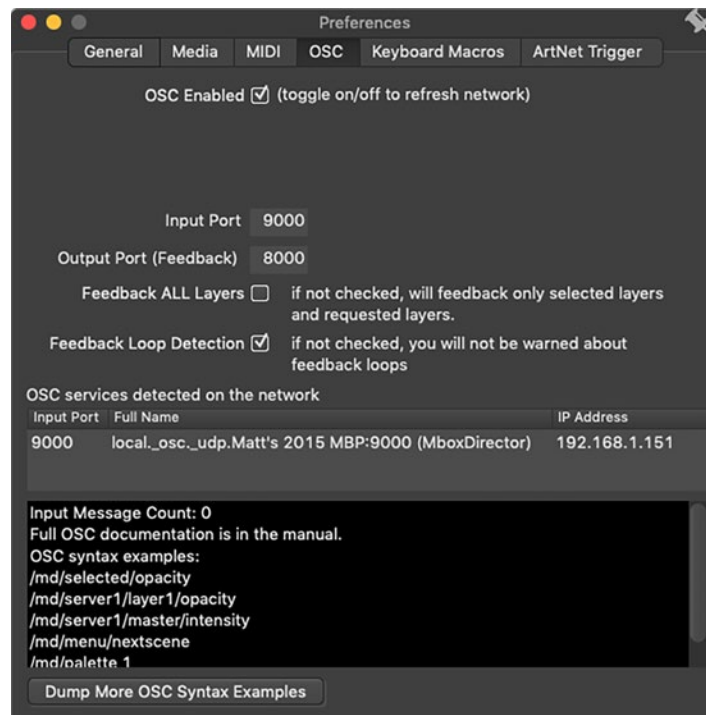 Preferences
General Media MIDI OSC Keyboard Macros ArtNet Trigger
OSC Enabled (toggle on/off to refresh network)
Input Port 9000
Output Port (Feedback) 8000
Feedback ALL Layers if not checked, will feedback only selected layers
and requested layers.
Feedback Loop Detection if not checked, you will not be warned about
feedback loops
OSC services detected on the network
Input Port Full Name IP Address
9000 local._osc._udp.Matt's 2015 MBP:9000 (MboxDirector) 192.168.1.151
Input Message Count: 0
Full OSC documentation is in the manual.
OSC syntax examples:
/md/selected/opacity
/md/server1/layer1/opacity
/md/server1/master/intensity
/md/menu/nextscene
/md/palette 1
Dump More OSC Syntax Examples